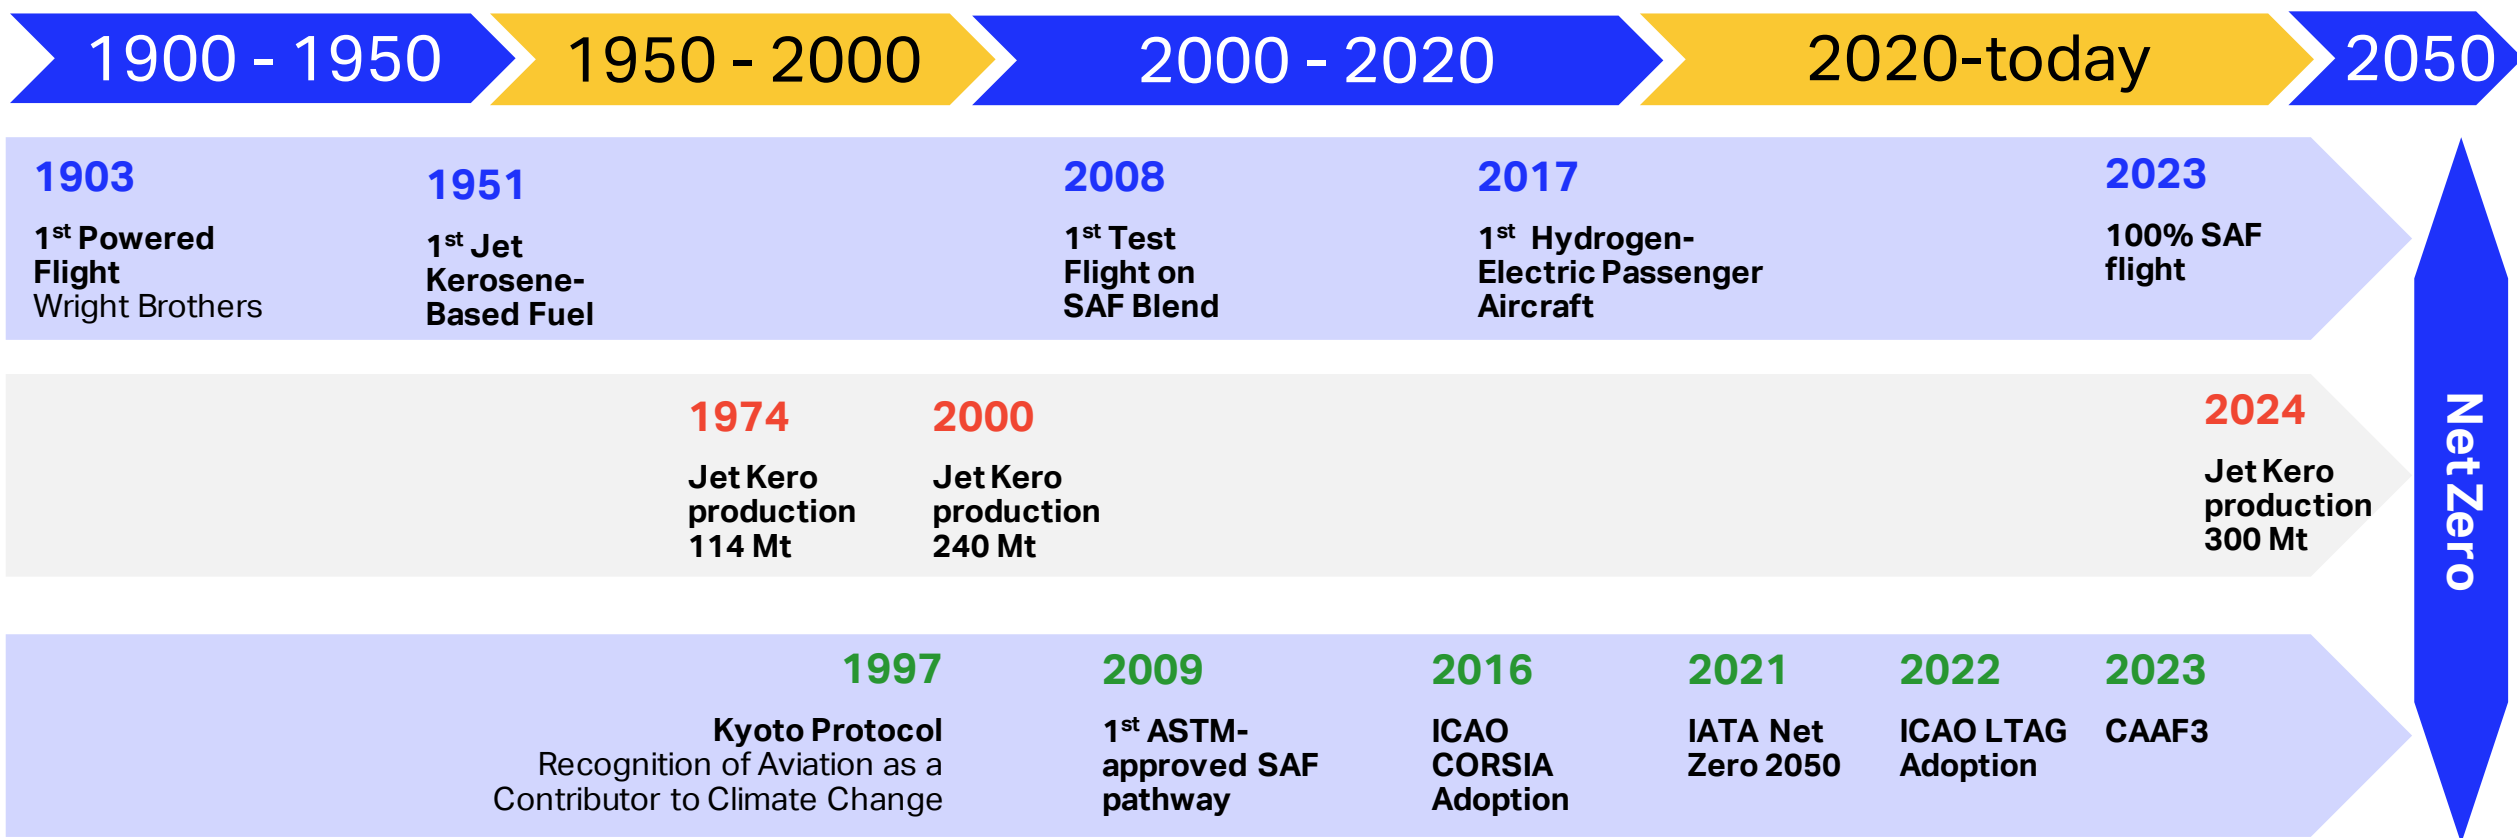 1900 - 1950
1950 - 2000
2000 - 2020
2020-today
2050
1903
1st Powered
Flight
Wright Brothers
1951
1st Jet
Kerosene-
Based Fuel
2008
1st Test
Flight on
SAF Blend
2017
1st Hydrogen-
Electric Passenger
Aircraft
2023
100% SAF
flight
1974
Jet Kero
production
114 Mt
2000
Jet Kero
production
240 Mt
2024
Jet Kero
production
300 Mt
1997
Kyoto Protocol
Recognition of Aviation as a
Contributor to Climate Change
2009
1st ASTM-
approved SAF
pathway
2016
ICAO
CORSIA
Adoption
2021
IATA Net
Zero 2050
2022
ICAO LTAG
Adoption
2023
CAAF3
Net Zero